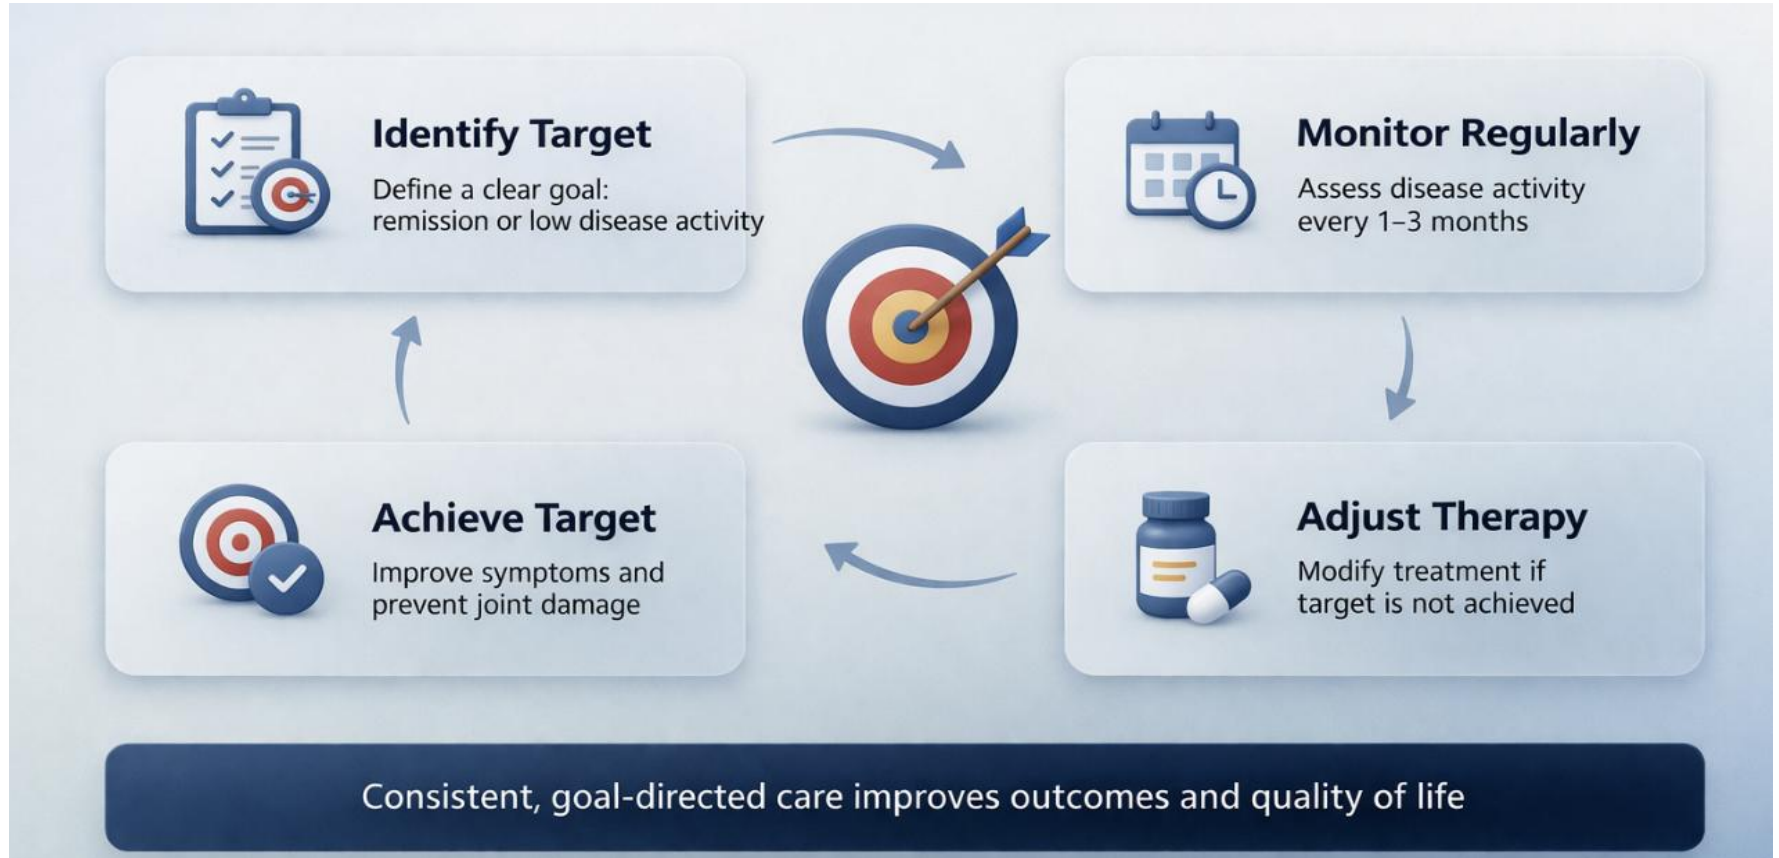 Identify Target
Define a clear goal:
remission or low disease activity
Monitor Regularly
Assess disease activity
every 1–3 months
Achieve Target
Improve symptoms and
prevent joint damage
Adjust Therapy
Modify treatment if
target is not achieved
Consistent, goal-directed care improves outcomes and quality of life